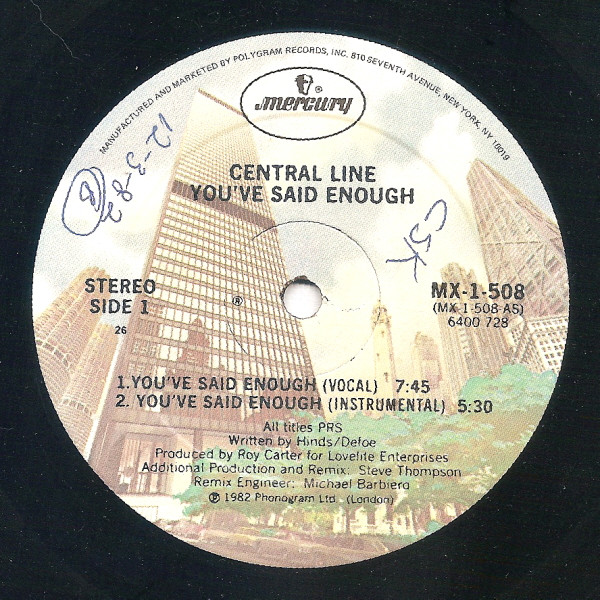 MANUFACTURED AND MARKETED BY POLYGRAM RECORDS, INC. 810 SEVENTH AVENUE, NEW YORK, NY 10019
mercury ®
CENTRAL LINE
YOU'VE SAID ENOUGH
12-3-82
B
CSK
STEREO
SIDE 1
26
℗
MX-1-508
(MX-1-508-AS)
6400 728
1.YOU'VE SAID ENOUGH (VOCAL) 7:45
2. YOU'VE SAID ENOUGH (INSTRUMENTAL) 5:30
All titles PRS
Written by Hinds/Defoe
Produced by Roy Carter for Lovelite Enterprises
Additional Production and Remix: Steve Thompson
Remix Engineer: Michael Barbiero
℗ 1982 Phonogram Ltd. (London)